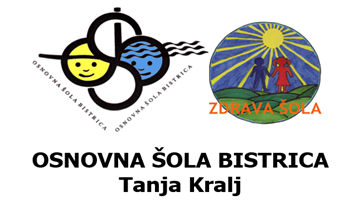 OSNOVNA ŠOLA BISTRICA
OSNOVNA ŠOLA BISTRICA
ZDRAVA ŠOLA
OSNOVNA ŠOLA BISTRICA
Tanja Kralj